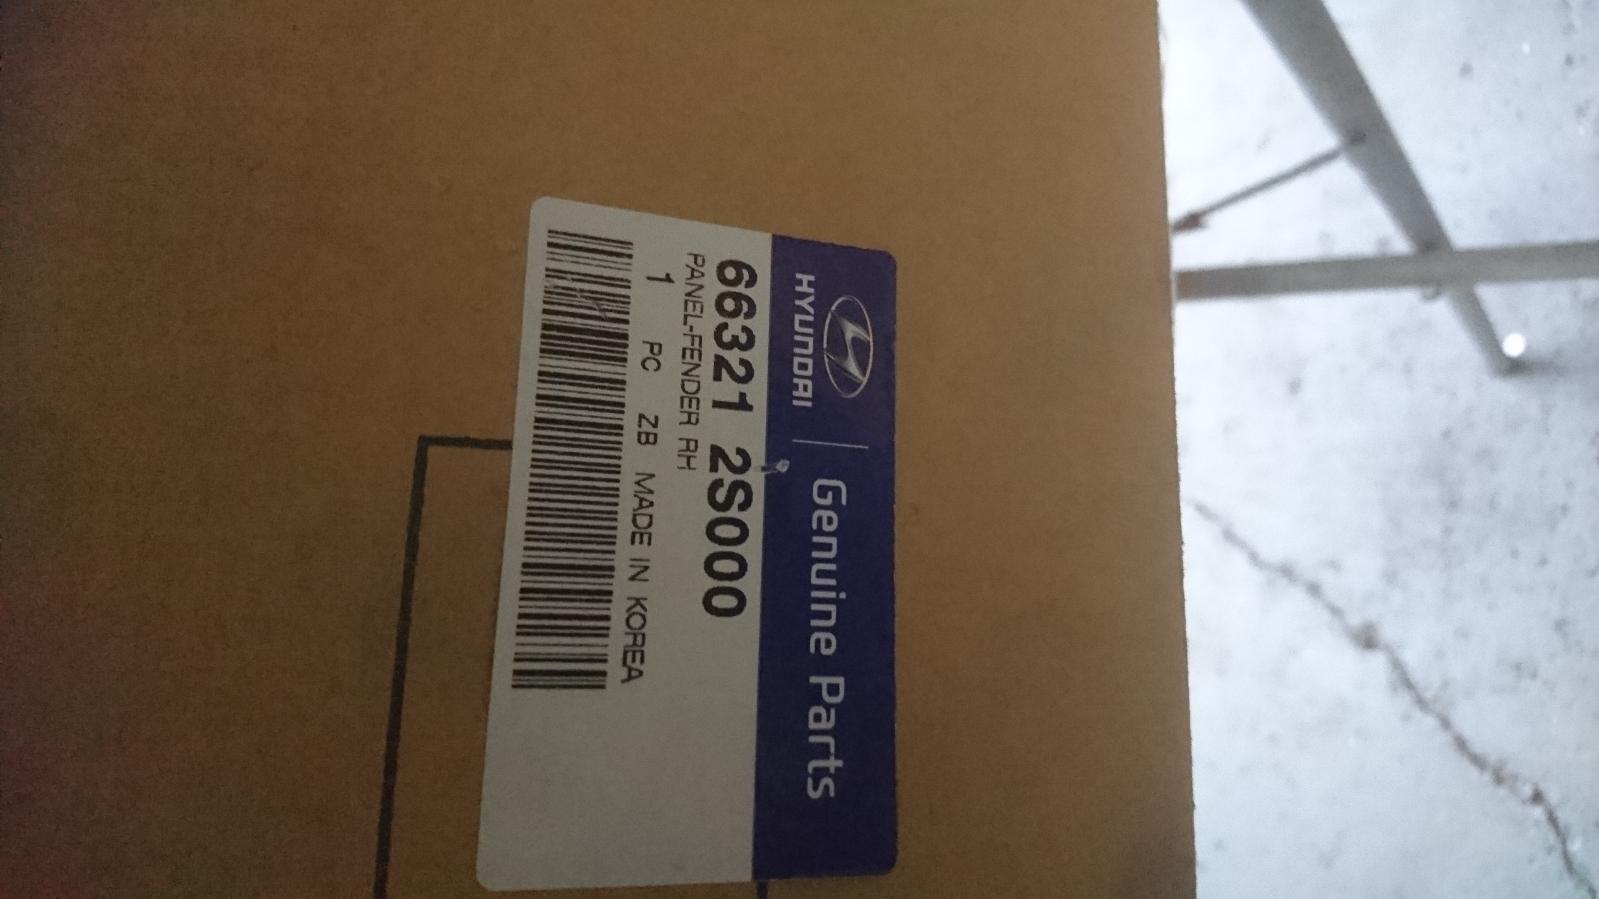 HYUNDAI
Genuine Parts
66321 2S000
PANEL-FENDER RH
1 PC ZB MADE IN KOREA